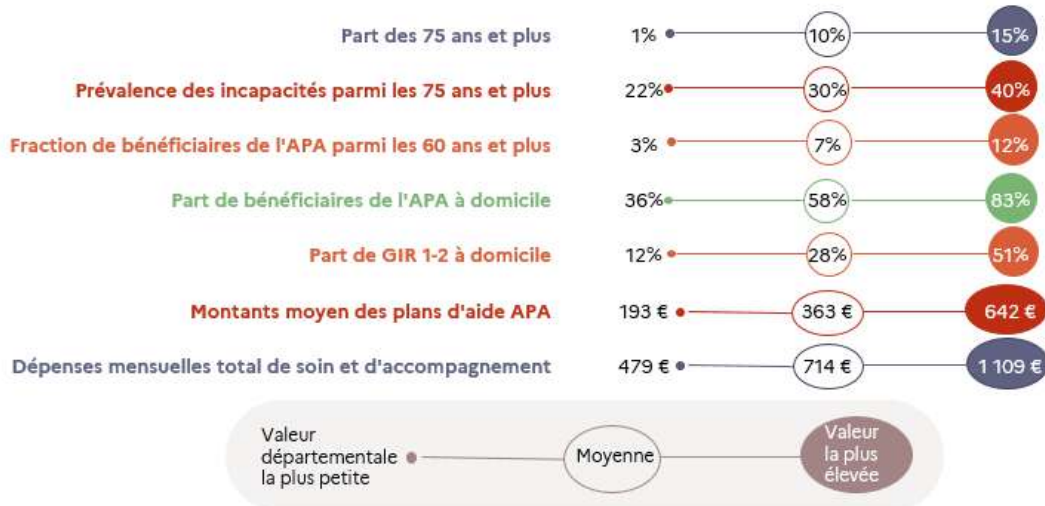 Part des 75 ans et plus 1% 10% 15%
Prévalence des incapacités parmi les 75 ans et plus 22% 30% 40%
Fraction de bénéficiaires de l'APA parmi les 60 ans et plus 3% 7% 12%
Part de bénéficiaires de l'APA à domicile 36% 58% 83%
Part de GIR 1-2 à domicile 12% 28% 51%
Montants moyen des plans d'aide APA 193 € 363 € 642 €
Dépenses mensuelles total de soin et d'accompagnement 479 € 714 € 1 109 €
Valeur
départementale
la plus petite
Moyenne
Valeur
la plus
élevée